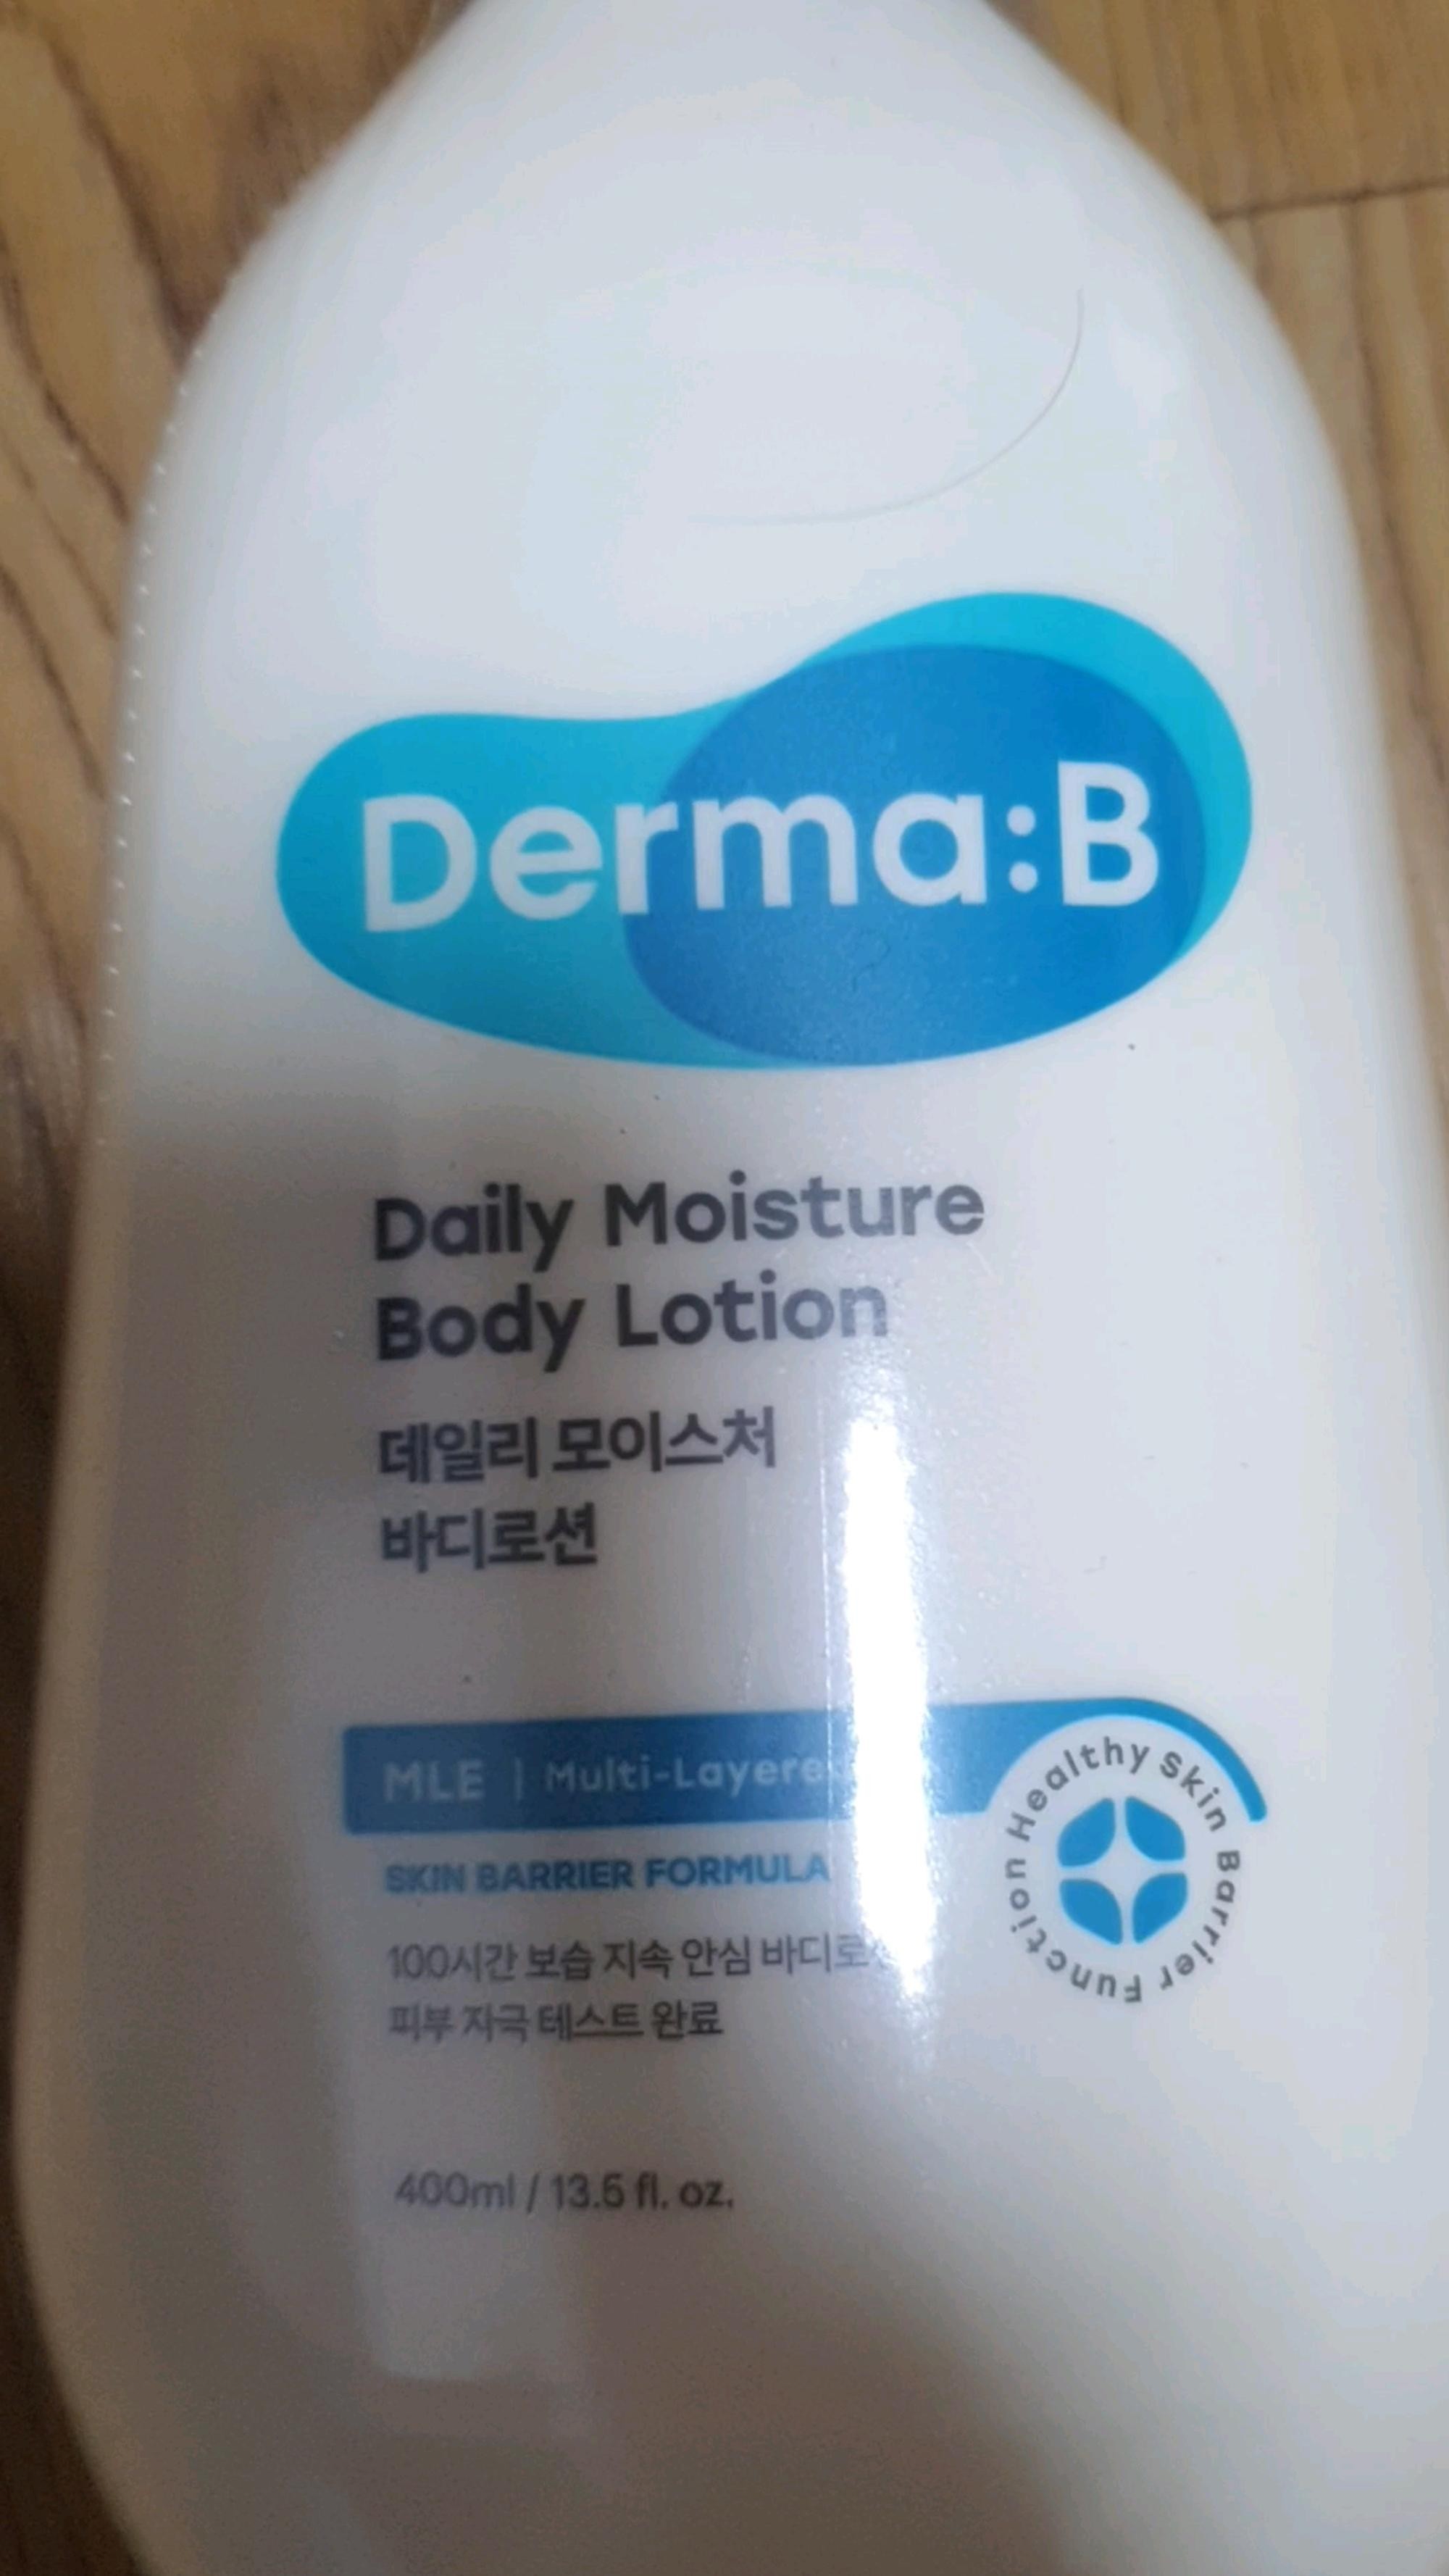 Derma:B
Daily Moisture
Body Lotion
데일리 모이스처
바디로션
MLE | Multi-Layere
Healthy Skin Barrier Function
SKIN BARRIER FORMULA
100시간 보습 지속 안심 바디로
피부 자극 테스트 완료
400ml / 13.5 fl. oz.